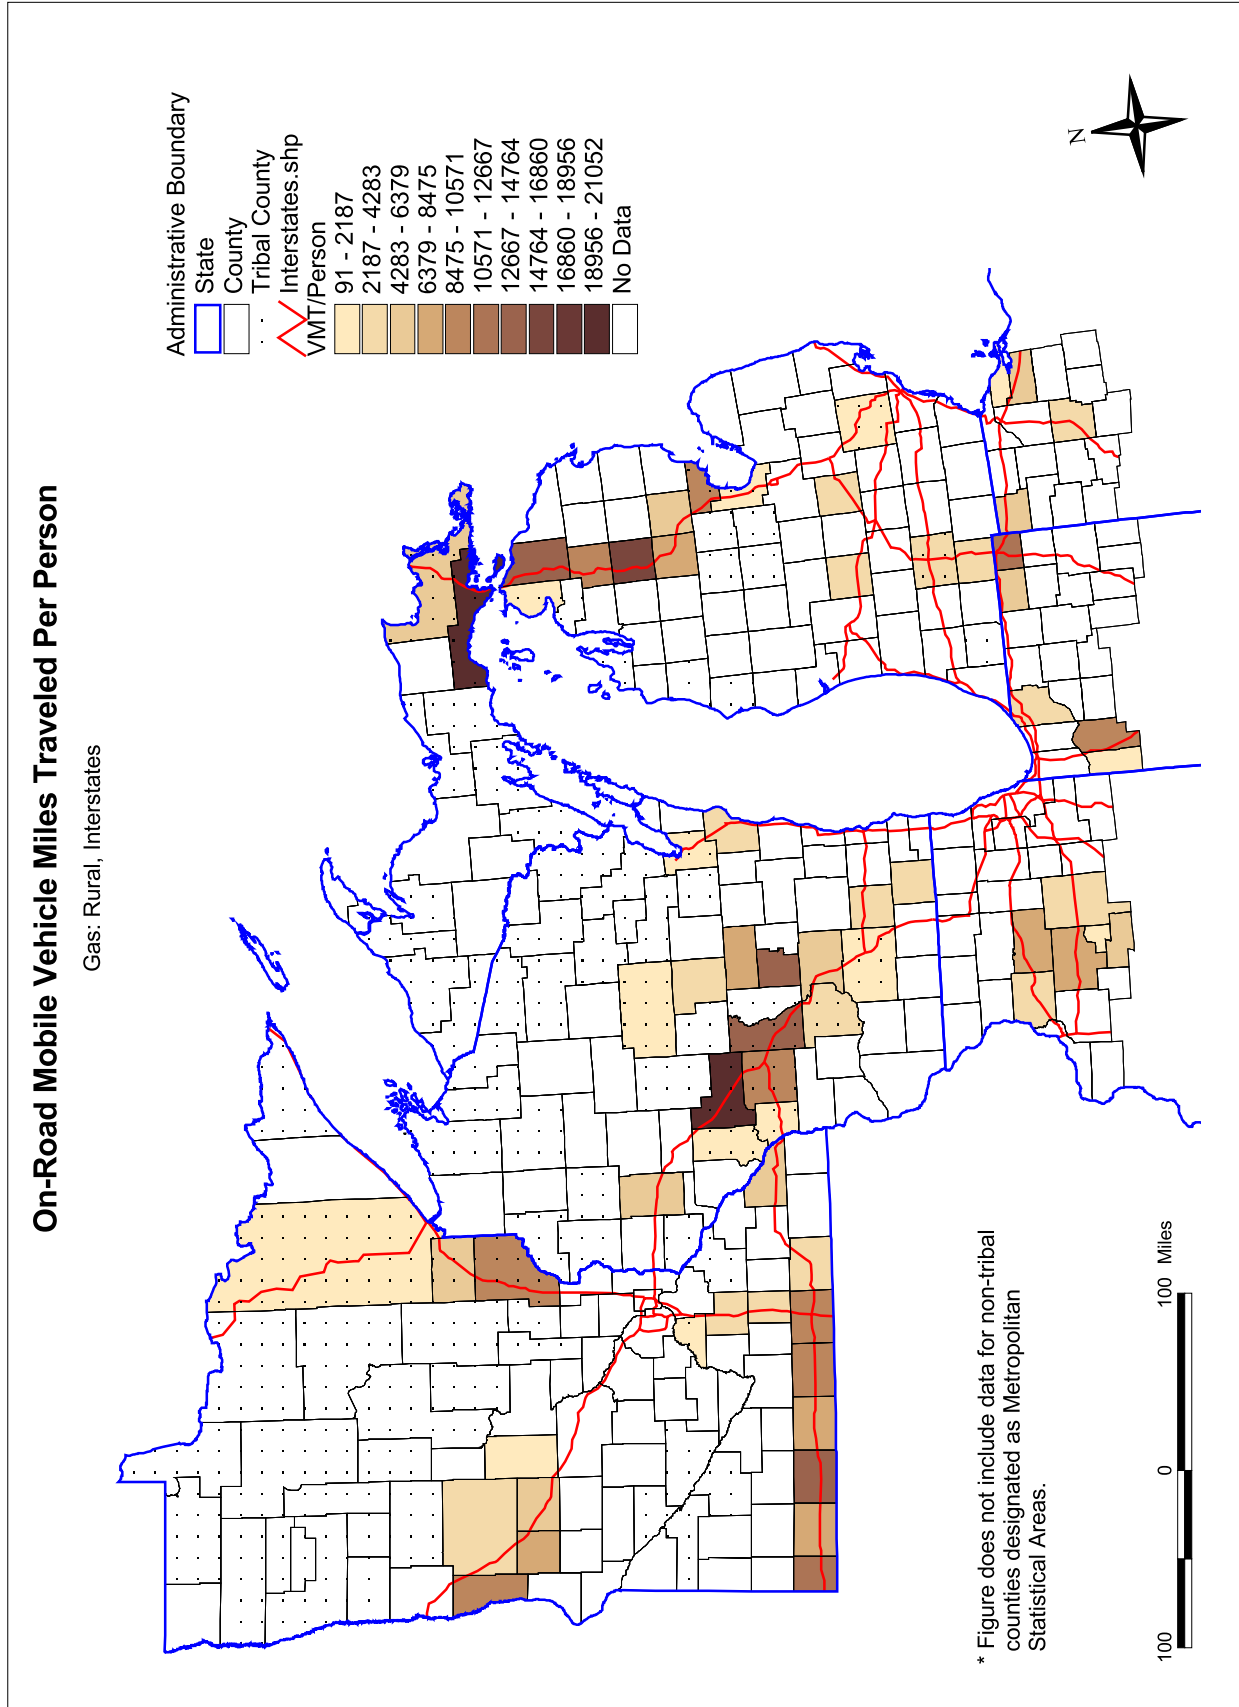 On-Road Mobile Vehicle Miles Traveled Per Person
Gas: Rural, Interstates
Administrative Boundary
State
County
Tribal County
Interstates.shp
VMT/Person
91 - 2187
2187 - 4283
4283 - 6379
6379 - 8475
8475 - 10571
10571 - 12667
12667 - 14764
14764 - 16860
16860 - 18956
18956 - 21052
No Data
N
* Figure does not include data for non-tribal
counties designated as Metropolitan
Statistical Areas.
100 0 100 Miles